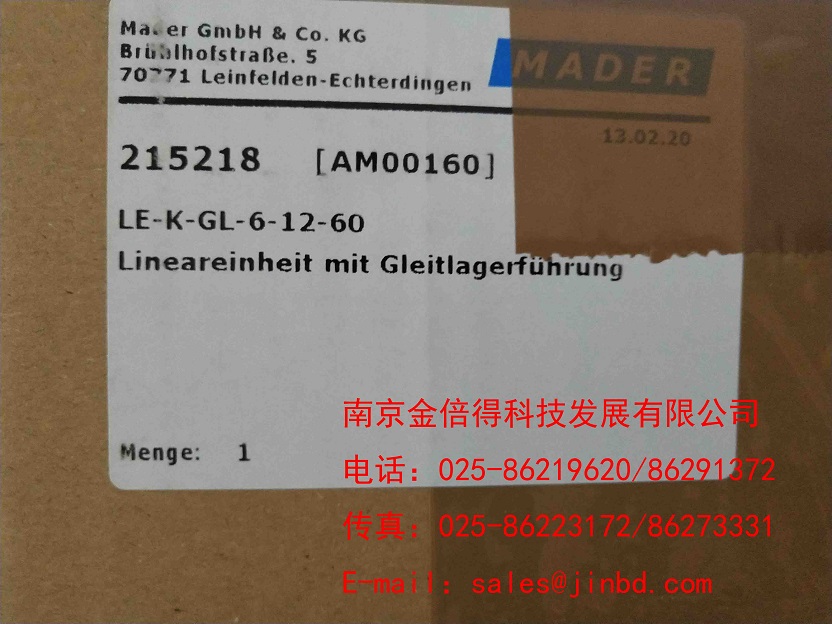 Mader GmbH & Co. KG
Brühlhofstraße. 5
70771 Leinfelden-Echterdingen
MADER
13.02.20
215218 [AM00160]
LE-K-GL-6-12-60
Lineareinheit mit Gleitlagerführung
Menge: 1
南京金倍得科技发展有限公司
电话：025-86219620/86291372
传真：025-86223172/86273331
E-mail：sales@jinbd.com